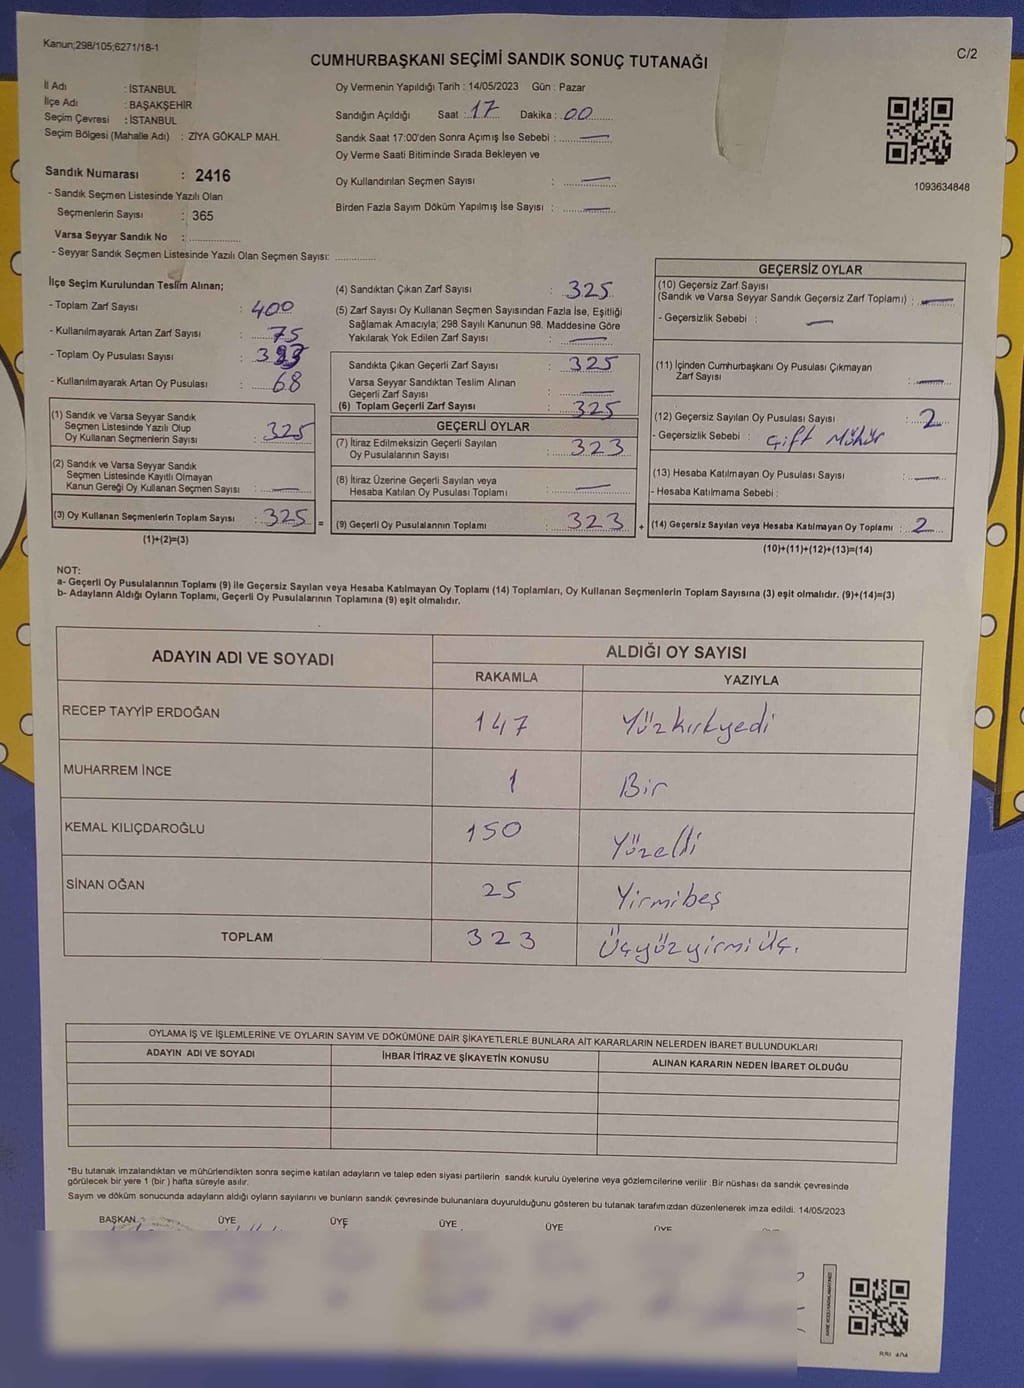 Kanun;298/105;6271/18-1
C/2
CUMHURBAŞKANI SEÇİMİ SANDIK SONUÇ TUTANAĞI
İl Adı : İSTANBUL
İlçe Adı : BAŞAKŞEHİR
Seçim Çevresi : İSTANBUL
Seçim Bölgesi (Mahalle Adı) : ZİYA GÖKALP MAH.
Sandık Numarası : 2416
- Sandık Seçmen Listesinde Yazılı Olan
Seçmenlerin Sayısı : 365
Varsa Seyyar Sandık No : ............
- Seyyar Sandık Seçmen Listesinde Yazılı Olan Seçmen Sayısı: ............
Oy Vermenin Yapıldığı Tarih : 14/05/2023 Gün : Pazar
Sandığın Açıldığı Saat : 17 Dakika : 00
Sandık Saat 17:00'den Sonra Açımış İse Sebebi : —
Oy Verme Saati Bitiminde Sırada Bekleyen ve
Oy Kullandırılan Seçmen Sayısı : —
Birden Fazla Sayım Döküm Yapılmış İse Sayısı : —
1093634848
İlçe Seçim Kurulundan Teslim Alınan;
- Toplam Zarf Sayısı : 400
- Kullanılmayarak Artan Zarf Sayısı : 75
- Toplam Oy Pusulası Sayısı : 393
- Kullanılmayarak Artan Oy Pusulası : 68
(1) Sandık ve Varsa Seyyar Sandık
Seçmen Listesinde Yazılı Olup
Oy Kullanan Seçmenlerin Sayısı : 325
(2) Sandık ve Varsa Seyyar Sandık
Seçmen Listesinde Kayıtlı Olmayan
Kanun Gereği Oy Kullanan Seçmen Sayısı : —
(3) Oy Kullanan Seçmenlerin Toplam Sayısı : 325 =
(1)+(2)=(3)
(4) Sandıktan Çıkan Zarf Sayısı : 325
(5) Zarf Sayısı Oy Kullanan Seçmen Sayısından Fazla İse, Eşitliği
Sağlamak Amacıyla; 298 Sayılı Kanunun 98. Maddesine Göre
Yakılarak Yok Edilen Zarf Sayısı : —
Sandıkta Çıkan Geçerli Zarf Sayısı : 325
Varsa Seyyar Sandıktan Teslim Alınan
Geçerli Zarf Sayısı : —
(6) Toplam Geçerli Zarf Sayısı : 325
GEÇERLİ OYLAR
(7) İtiraz Edilmeksizin Geçerli Sayılan
Oy Pusulalarının Sayısı : 323
(8) İtiraz Üzerine Geçerli Sayılan veya
Hesaba Katılan Oy Pusulası Toplamı : —
(9) Geçerli Oy Pusulalarının Toplamı : 323 +
GEÇERSİZ OYLAR
(10) Geçersiz Zarf Sayısı
(Sandık ve Varsa Seyyar Sandık Geçersiz Zarf Toplamı) : —
- Geçersizlik Sebebi : —
(11) İçinden Cumhurbaşkanı Oy Pusulası Çıkmayan
Zarf Sayısı : —
(12) Geçersiz Sayılan Oy Pusulası Sayısı : 2
- Geçersizlik Sebebi : Çift Mühür
(13) Hesaba Katılmayan Oy Pusulası Sayısı : —
- Hesaba Katılmama Sebebi :
(14) Geçersiz Sayılan veya Hesaba Katılmayan Oy Toplamı : 2
(10)+(11)+(12)+(13)=(14)
NOT:
a- Geçerli Oy Pusulalarının Toplamı (9) ile Geçersiz Sayılan veya Hesaba Katılmayan Oy Toplamı (14) Toplamları, Oy Kullanan Seçmenlerin Toplam Sayısına (3) eşit olmalıdır. (9)+(14)=(3)
b- Adayların Aldığı Oyların Toplamı, Geçerli Oy Pusulalarının Toplamına (9) eşit olmalıdır.
ADAYIN ADI VE SOYADI ALDIĞI OY SAYISI
RAKAMLA YAZIYLA
RECEP TAYYİP ERDOĞAN 147 Yüzkırkyedi
MUHARREM İNCE 1 Bir
KEMAL KILIÇDAROĞLU 150 Yüzelli
SİNAN OĞAN 25 Yirmibeş
TOPLAM 323 Üçyüzyirmiüç.
OYLAMA İŞ VE İŞLEMLERİNE VE OYLARIN SAYIM VE DÖKÜMÜNE DAİR ŞİKAYETLERLE BUNLARA AİT KARARLARIN NELERDEN İBARET BULUNDUKLARI
ADAYIN ADI VE SOYADI İHBAR İTİRAZ VE ŞİKAYETİN KONUSU ALINAN KARARIN NEDEN İBARET OLDUĞU
*Bu tutanak imzalandıktan ve mühürlendikten sonra seçime katılan adayların ve talep eden siyasi partilerin sandık kurulu üyelerine veya gözlemcilerine verilir .Bir nüshası da sandık çevresinde
görülecek bir yere 1 (bir ) hafta süreyle asılır.
Sayım ve döküm sonucunda adayların aldığı oyların sayılarını ve bunların sandık çevresinde bulunanlara duyurulduğunu gösteren bu tutanak tarafımızdan düzenlenerek imza edildi. 14/05/2023
BAŞKAN ÜYE ÜYE ÜYE ÜYE ÜYE